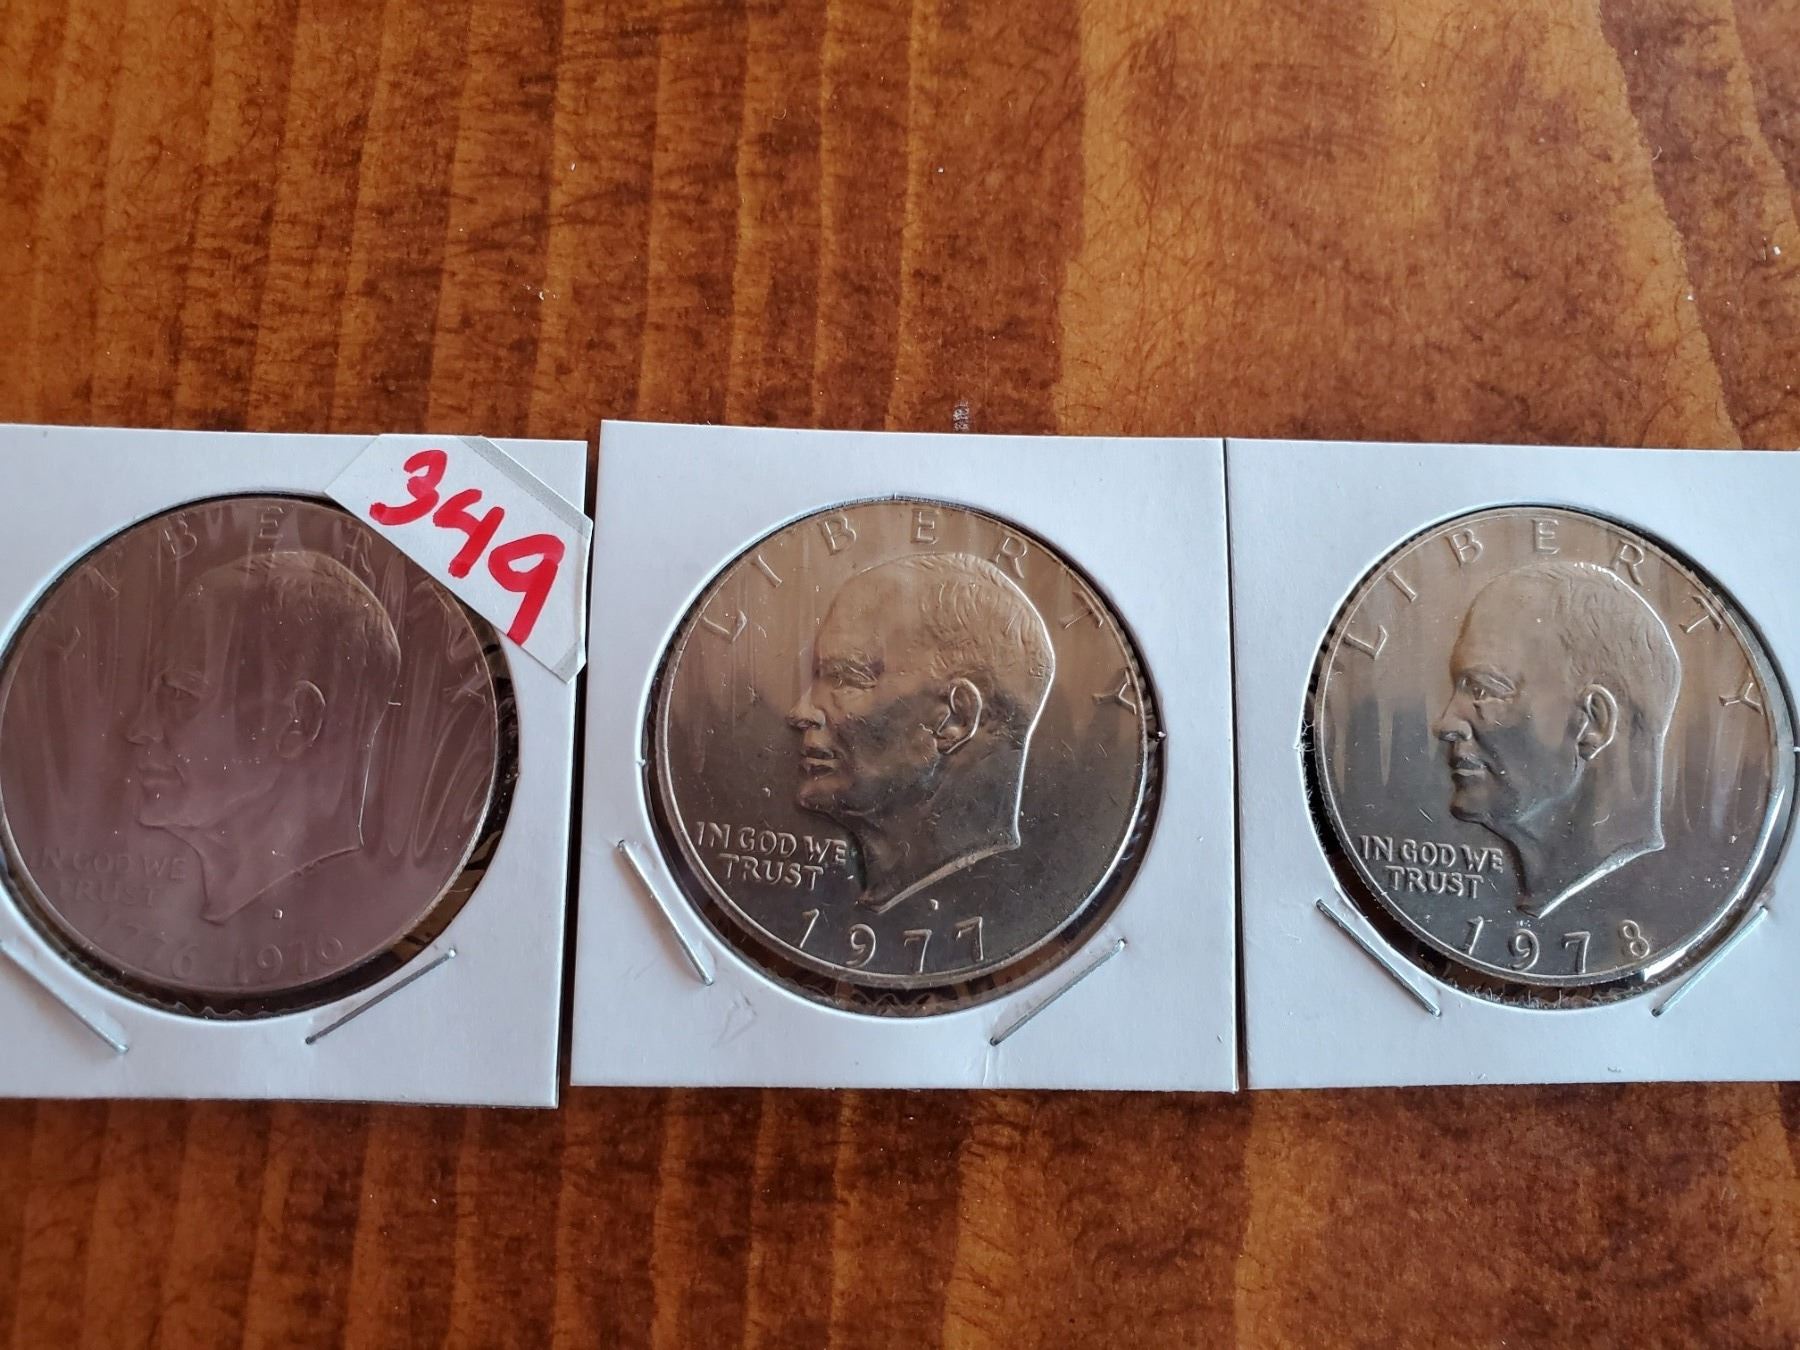 349
LIBERTY
IN GOD WE
TRUST
1776 1976
LIBERTY
IN GOD WE
TRUST
1977
LIBERTY
IN GOD WE
TRUST
1978